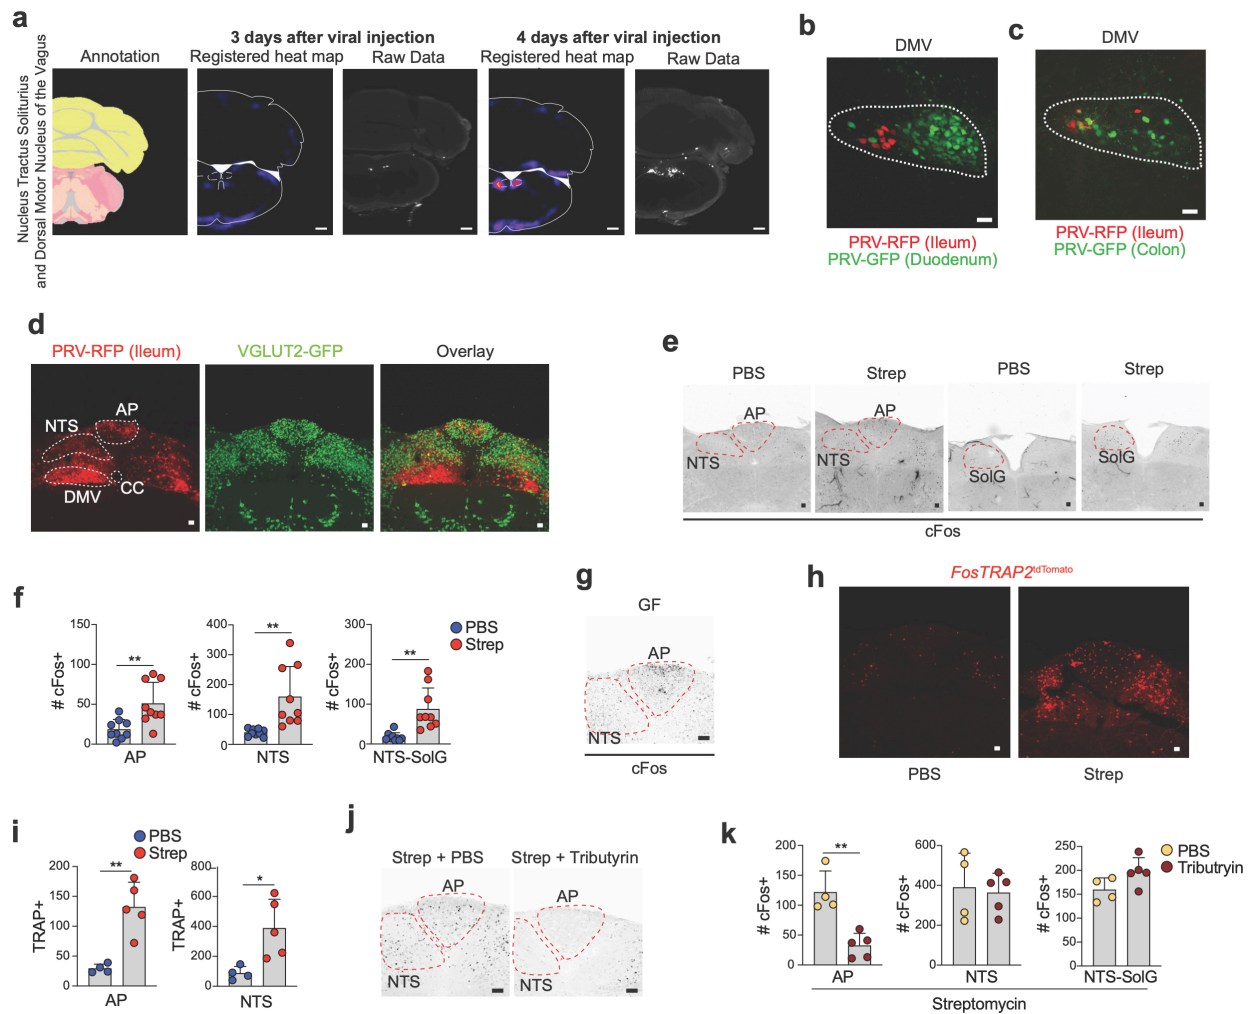 a
Nucleus Tractus Soliturius
and Dorsal Motor Nucleus of the Vagus
3 days after viral injection
4 days after viral injection
Annotation
Registered heat map
Raw Data
Registered heat map
Raw Data
b
DMV
PRV-RFP (Ileum)
PRV-GFP (Duodenum)
c
DMV
PRV-RFP (Ileum)
PRV-GFP (Colon)
d
PRV-RFP (Ileum)
VGLUT2-GFP
Overlay
AP
NTS
DMV
CC
e
PBS
Strep
PBS
Strep
AP
NTS
AP
NTS
SolG
SolG
cFos
f
# cFos+
150
100
50
0
**
AP
# cFos+
400
300
200
100
0
**
NTS
# cFos+
300
200
100
0
**
NTS-SolG
PBS
Strep
g
GF
AP
NTS
cFos
h
FosTRAP2tdTomato
PBS
Strep
i
PBS
Strep
TRAP+
200
150
100
50
0
**
AP
TRAP+
800
600
400
200
0
*
NTS
j
Strep + PBS
Strep + Tributyrin
AP
NTS
AP
NTS
k
# cFos+
200
150
100
50
0
**
AP
# cFos+
600
400
200
0
NTS
# cFos+
250
200
150
100
50
0
NTS-SolG
PBS
Tributryin
Streptomycin